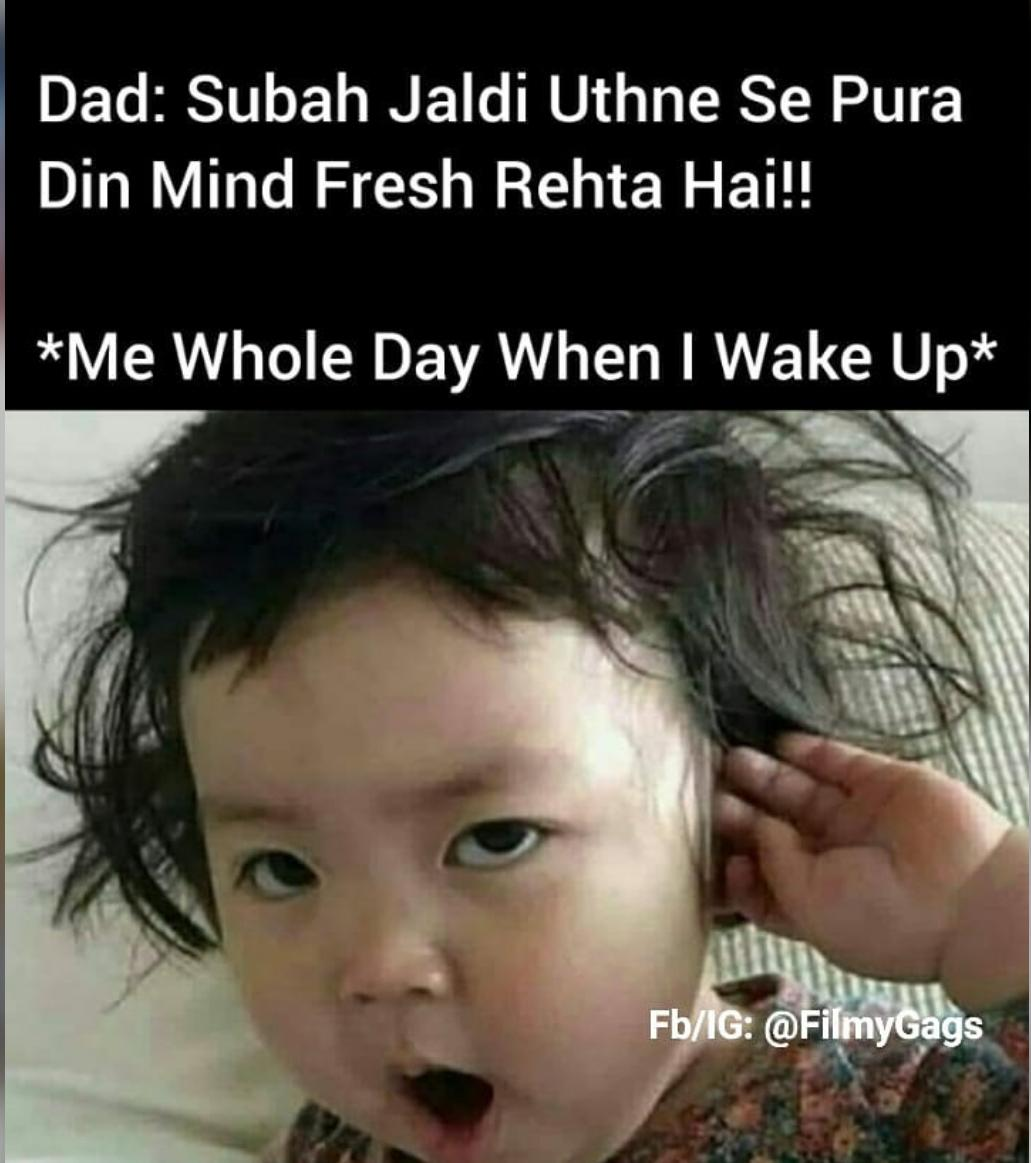 Dad: Subah Jaldi Uthne Se Pura
Din Mind Fresh Rehta Hai!!
*Me Whole Day When I Wake Up*
Fb/IG: @FilmyGags